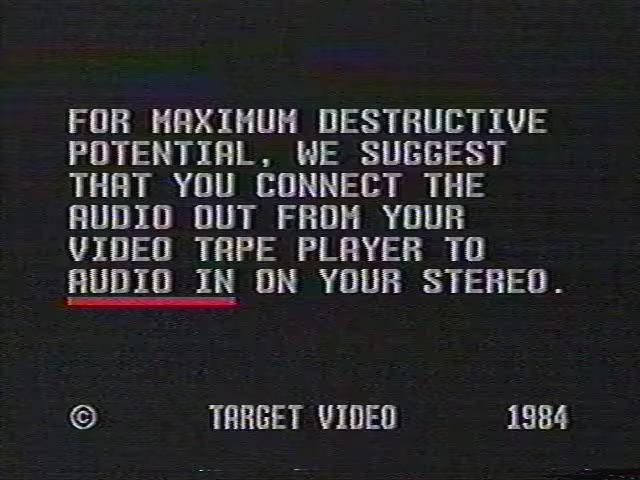 FOR MAXIMUM DESTRUCTIVE
POTENTIAL, WE SUGGEST
THAT YOU CONNECT THE
AUDIO OUT FROM YOUR
VIDEO TAPE PLAYER TO
AUDIO IN ON YOUR STEREO.
© TARGET VIDEO 1984